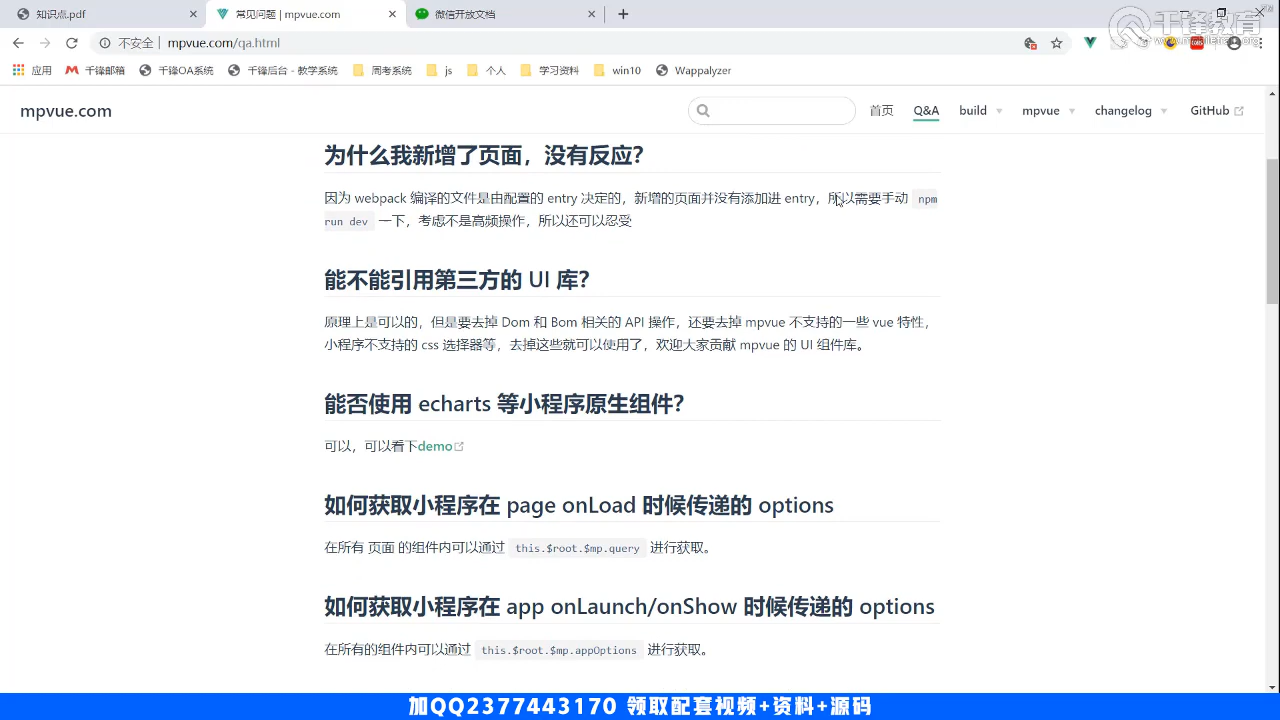 知识点.pdf
常见问题 | mpvue.com
微信开放文档
不安全 | mpvue.com/qa.html
应用
千锋邮箱
千锋OA系统
千锋后台 - 教学系统
周考系统
js
个人
学习资料
win10
Wappalyzer
千锋教育
mpvue.com
首页
Q&A
build
mpvue
changelog
GitHub
为什么我新增了页面，没有反应？
因为 webpack 编译的文件是由配置的 entry 决定的，新增的页面并没有添加进 entry，所以需要手动 npm
run dev 一下，考虑不是高频操作，所以还可以忍受
能不能引用第三方的 UI 库？
原理上是可以的，但是要去掉 Dom 和 Bom 相关的 API 操作，还要去掉 mpvue 不支持的一些 vue 特性，
小程序不支持的 css 选择器等，去掉这些就可以使用了，欢迎大家贡献 mpvue 的 UI 组件库。
能否使用 echarts 等小程序原生组件？
可以，可以看下demo
如何获取小程序在 page onLoad 时候传递的 options
在所有 页面 的组件内可以通过 this.$root.$mp.query 进行获取。
如何获取小程序在 app onLaunch/onShow 时候传递的 options
在所有的组件内可以通过 this.$root.$mp.appOptions 进行获取。
加QQ2377443170 领取配套视频+资料+源码